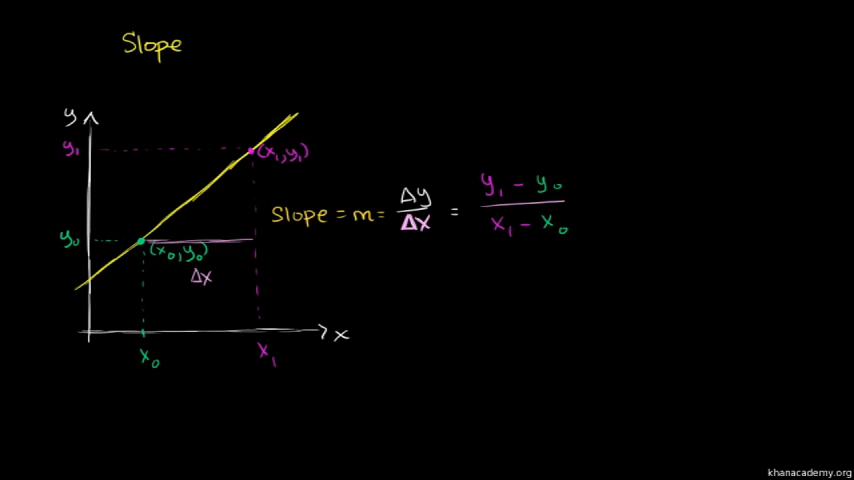 Slope
y
y₁
(x₁,y₁)
Slope = m = Δy/Δx = y₁ - y₀/x₁ - x₀
y₀
(x₀,y₀)
Δx
x
x₀
x₁
khanacademy.org